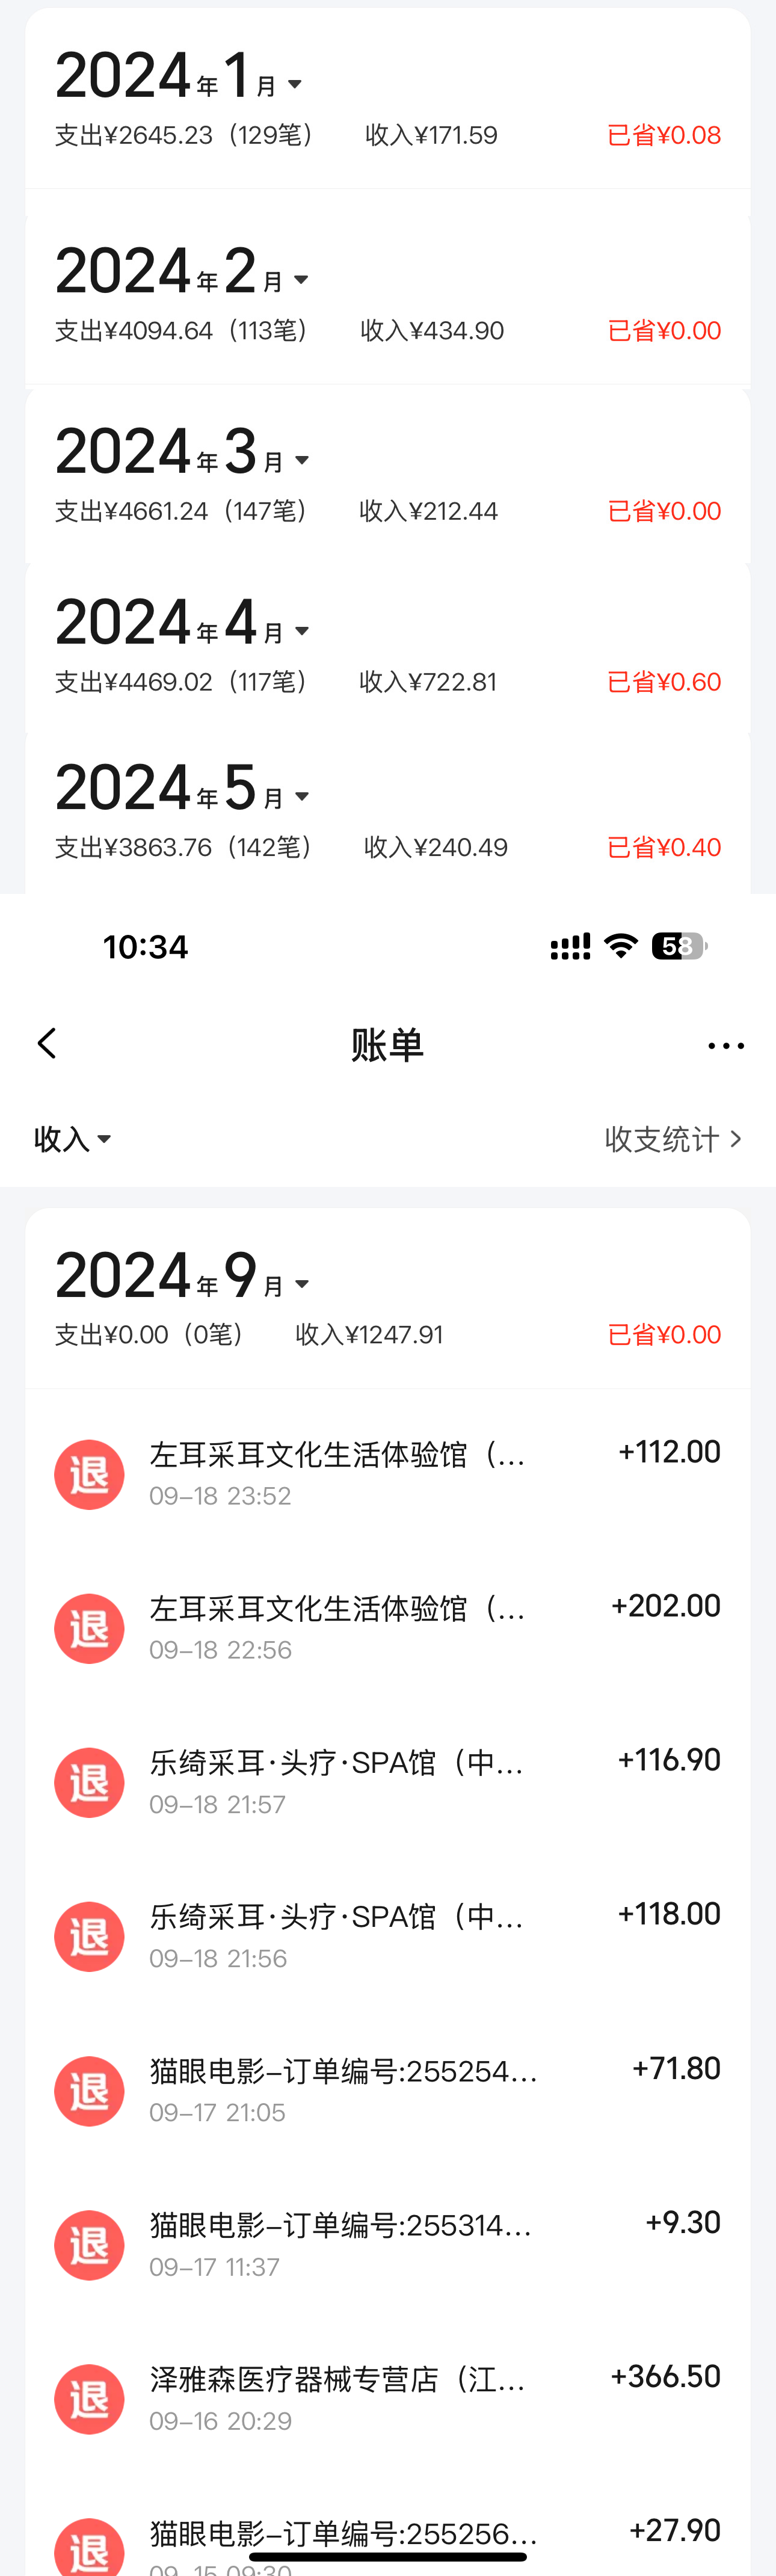 2024年1月
支出¥2645.23（129笔） 收入¥171.59 已省¥0.08
2024年2月
支出¥4094.64（113笔） 收入¥434.90 已省¥0.00
2024年3月
支出¥4661.24（147笔） 收入¥212.44 已省¥0.00
2024年4月
支出¥4469.02（117笔） 收入¥722.81 已省¥0.60
2024年5月
支出¥3863.76（142笔） 收入¥240.49 已省¥0.40
10:34 58
账单
收入 收支统计
2024年9月
支出¥0.00（0笔） 收入¥1247.91 已省¥0.00
退 左耳采耳文化生活体验馆（... +112.00
09-18 23:52
退 左耳采耳文化生活体验馆（... +202.00
09-18 22:56
退 乐绮采耳·头疗·SPA馆（中... +116.90
09-18 21:57
退 乐绮采耳·头疗·SPA馆（中... +118.00
09-18 21:56
退 猫眼电影-订单编号:255254... +71.80
09-17 21:05
退 猫眼电影-订单编号:255314... +9.30
09-17 11:37
退 泽雅森医疗器械专营店（江... +366.50
09-16 20:29
退 猫眼电影-订单编号:255256... +27.90
09-15 09:30